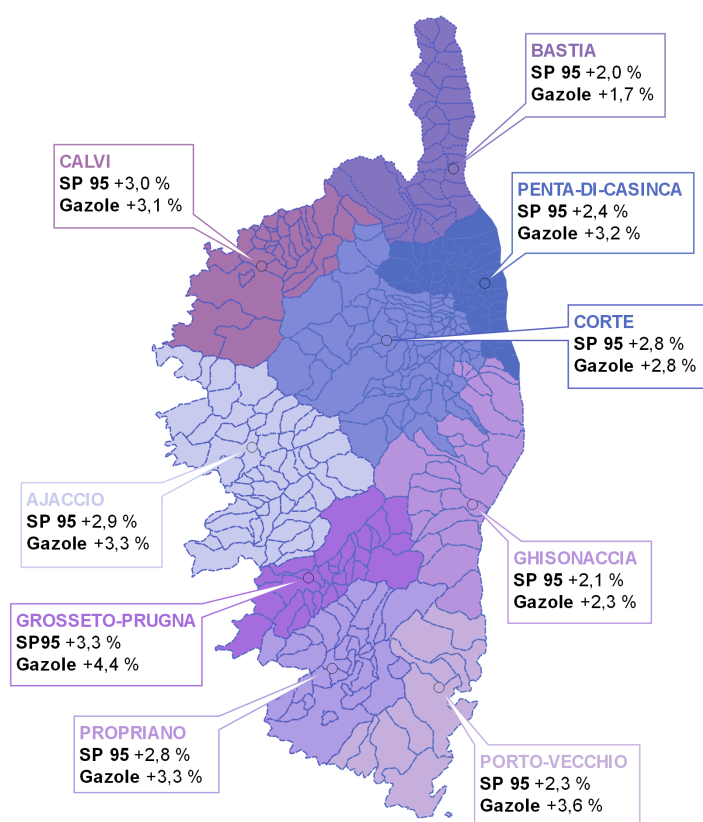 BASTIA
SP 95 +2,0 %
Gazole +1,7 %
CALVI
SP 95 +3,0 %
Gazole +3,1 %
PENTA-DI-CASINCA
SP 95 +2,4 %
Gazole +3,2 %
CORTE
SP 95 +2,8 %
Gazole +2,8 %
AJACCIO
SP 95 +2,9 %
Gazole +3,3 %
GHISONACCIA
SP 95 +2,1 %
Gazole +2,3 %
GROSSETO-PRUGNA
SP95 +3,3 %
Gazole +4,4 %
PROPRIANO
SP 95 +2,8 %
Gazole +3,3 %
PORTO-VECCHIO
SP 95 +2,3 %
Gazole +3,6 %